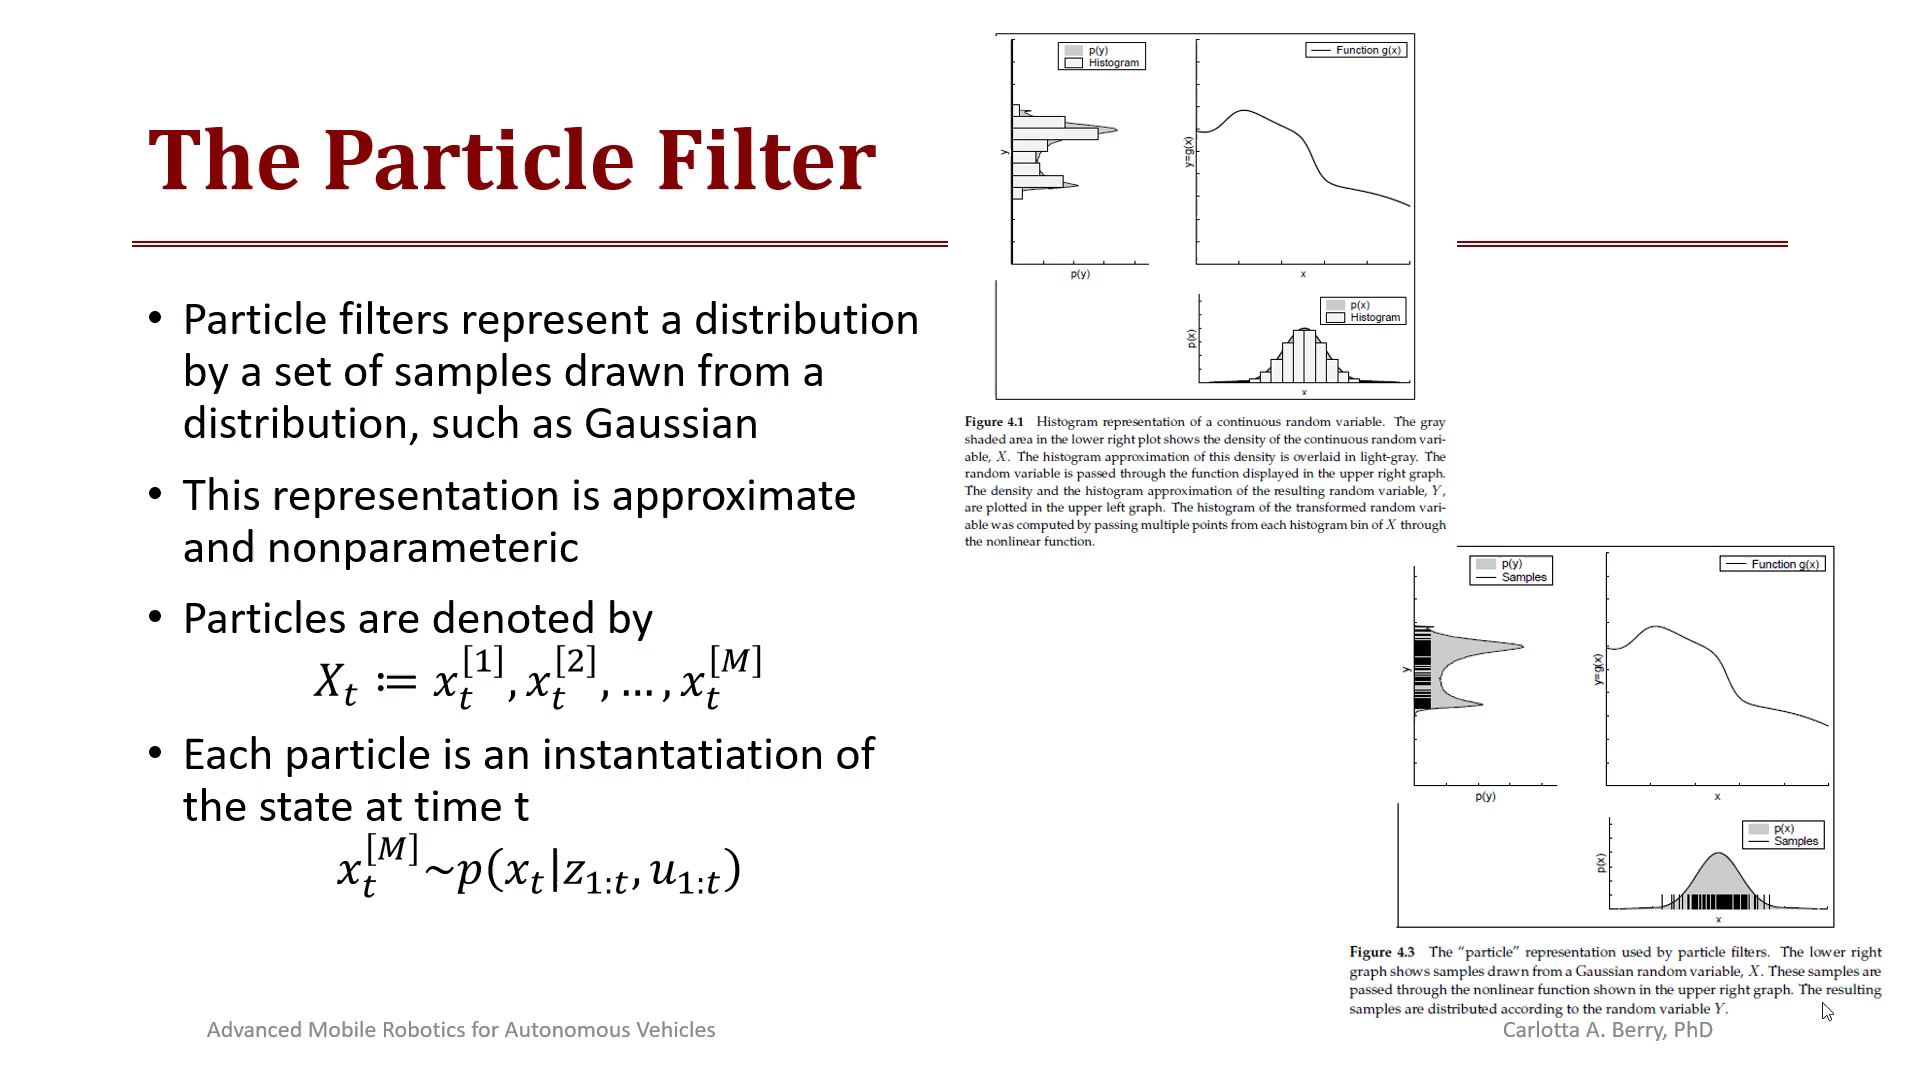 The Particle Filter
• Particle filters represent a distribution
by a set of samples drawn from a
distribution, such as Gaussian
• This representation is approximate
and nonparameteric
• Particles are denoted by
X_t ≔ x_t^[1], x_t^[2], … , x_t^[M]
• Each particle is an instantatiation of
the state at time t
x_t^[M]~p(x_t|z_{1:t}, u_{1:t})
p(y)
Histogram
y
p(y)
Function g(x)
y=g(x)
x
p(x)
Histogram
p(x)
x
Figure 4.1 Histogram representation of a continuous random variable. The gray
shaded area in the lower right plot shows the density of the continuous random vari-
able, X. The histogram approximation of this density is overlaid in light-gray. The
random variable is passed through the function displayed in the upper right graph.
The density and the histogram approximation of the resulting random variable, Y,
are plotted in the upper left graph. The histogram of the transformed random vari-
able was computed by passing multiple points from each histogram bin of X through
the nonlinear function.
p(y)
Samples
y
p(y)
Function g(x)
y=g(x)
x
p(x)
Samples
p(x)
x
Figure 4.3 The “particle” representation used by particle filters. The lower right
graph shows samples drawn from a Gaussian random variable, X. These samples are
passed through the nonlinear function shown in the upper right graph. The resulting
samples are distributed according to the random variable Y.
Advanced Mobile Robotics for Autonomous Vehicles
Carlotta A. Berry, PhD